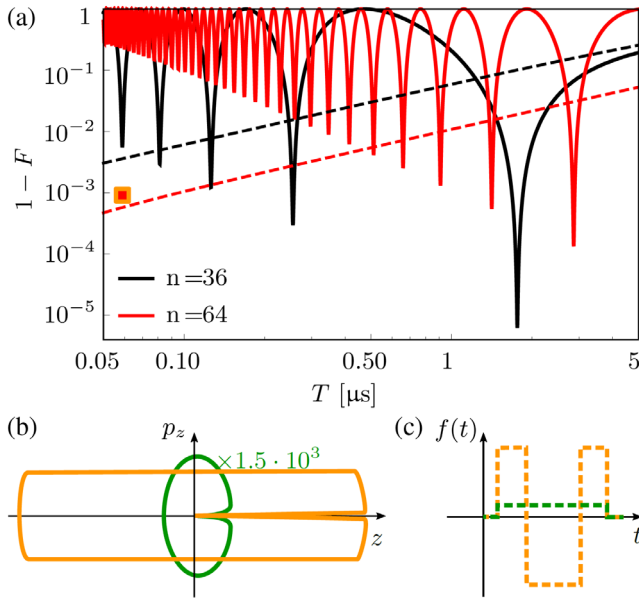 (a)
1
10⁻¹
10⁻²
10⁻³
10⁻⁴
10⁻⁵
1 − F
n = 36
n = 64
0.05 0.10 0.50 1 5
T [µs]
(b) p_z (c) f(t)
×1.5 · 10³
z t